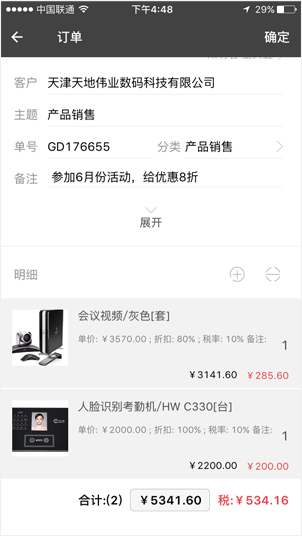 中国联通 下午4:48 29%
订单 确定
客户 天津天地伟业数码科技有限公司
主题 产品销售
单号 GD176655 分类 产品销售
备注 参加6月份活动，给优惠8折
展开
明细
会议视频/灰色[套]
单价: ￥3570.00 ; 折扣: 80% ; 税率: 10% 备注: 1
￥3141.60 ￥285.60
人脸识别考勤机/HW C330[台]
单价: ￥2000.00 ; 折扣: 100% ; 税率: 10% 备注: 1
￥2200.00 ￥200.00
合计:(2) ￥5341.60 税:￥534.16